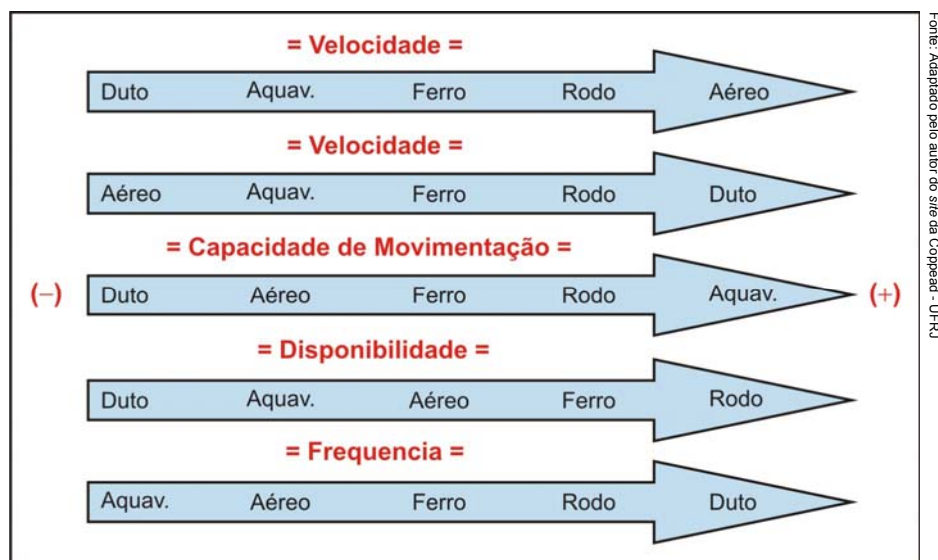 = Velocidade =
Duto Aquav. Ferro Rodo Aéreo
= Velocidade =
Aéreo Aquav. Ferro Rodo Duto
= Capacidade de Movimentação =
(−) Duto Aéreo Ferro Rodo Aquav. (+)
= Disponibilidade =
Duto Aquav. Aéreo Ferro Rodo
= Frequencia =
Aquav. Aéreo Ferro Rodo Duto
Fonte: Adaptado pelo autor do site da Coppead - UFRJ